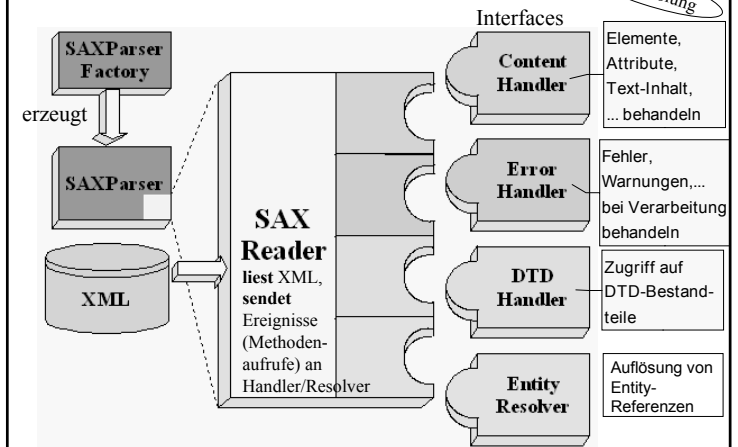 Interfaces
SAXParser
Factory
erzeugt
SAXParser
XML
SAX
Reader
liest XML,
sendet
Ereignisse
(Methoden-
aufrufe) an
Handler/Resolver
Content
Handler
Elemente,
Attribute,
Text-Inhalt,
... behandeln
Error
Handler
Fehler,
Warnungen,...
bei Verarbeitung
behandeln
DTD
Handler
Zugriff auf
DTD-Bestand-
teile
Entity
Resolver
Auflösung von
Entity-
Referenzen